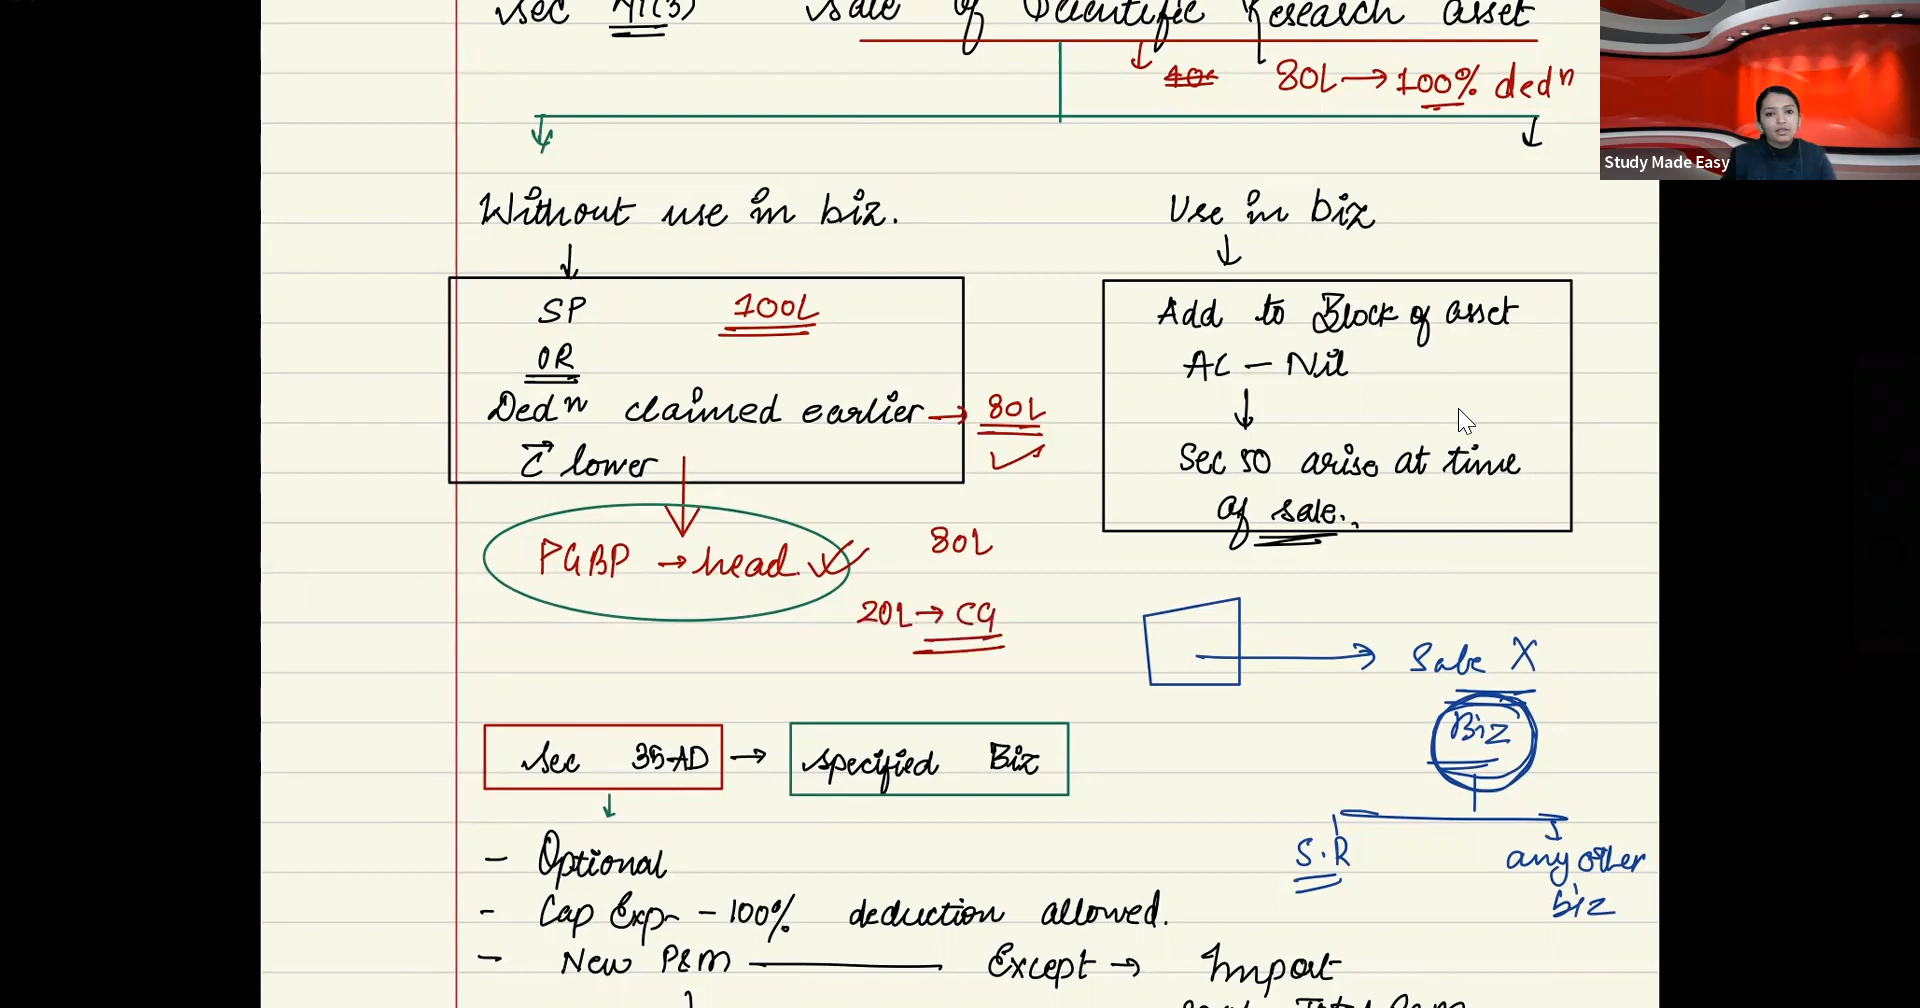 Sec 41(3) Sale of Scientific Research asset
40L 80L → 100% dedⁿ
Study Made Easy
Without use in biz.
Use in biz
SP 100L
OR
Dedⁿ claimed earlier → 80L
C⃗ lower
Add to Block of asset
AC - Nil
Sec 50 arise at time
of sale.
PGBP → head.
80L
20L → CG
Sale X
Biz
S.R
any other
biz
Sec 35-AD → specified Biz
- Optional
- Cap Exp - 100% deduction allowed.
- New P&M Except → Import